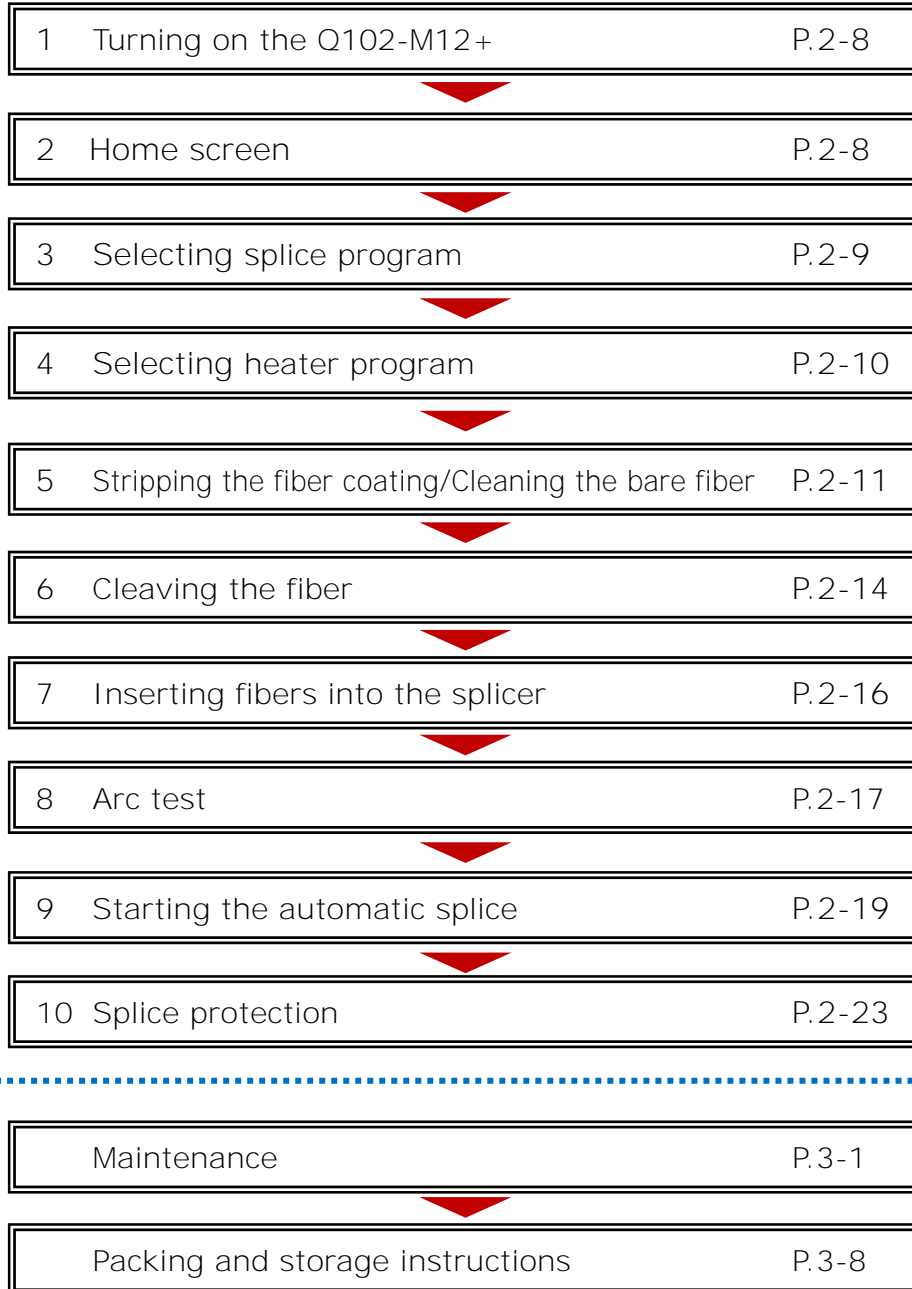 1 Turning on the Q102-M12+ P.2-8
2 Home screen P.2-8
3 Selecting splice program P.2-9
4 Selecting heater program P.2-10
5 Stripping the fiber coating/Cleaning the bare fiber P.2-11
6 Cleaving the fiber P.2-14
7 Inserting fibers into the splicer P.2-16
8 Arc test P.2-17
9 Starting the automatic splice P.2-19
10 Splice protection P.2-23
Maintenance P.3-1
Packing and storage instructions P.3-8